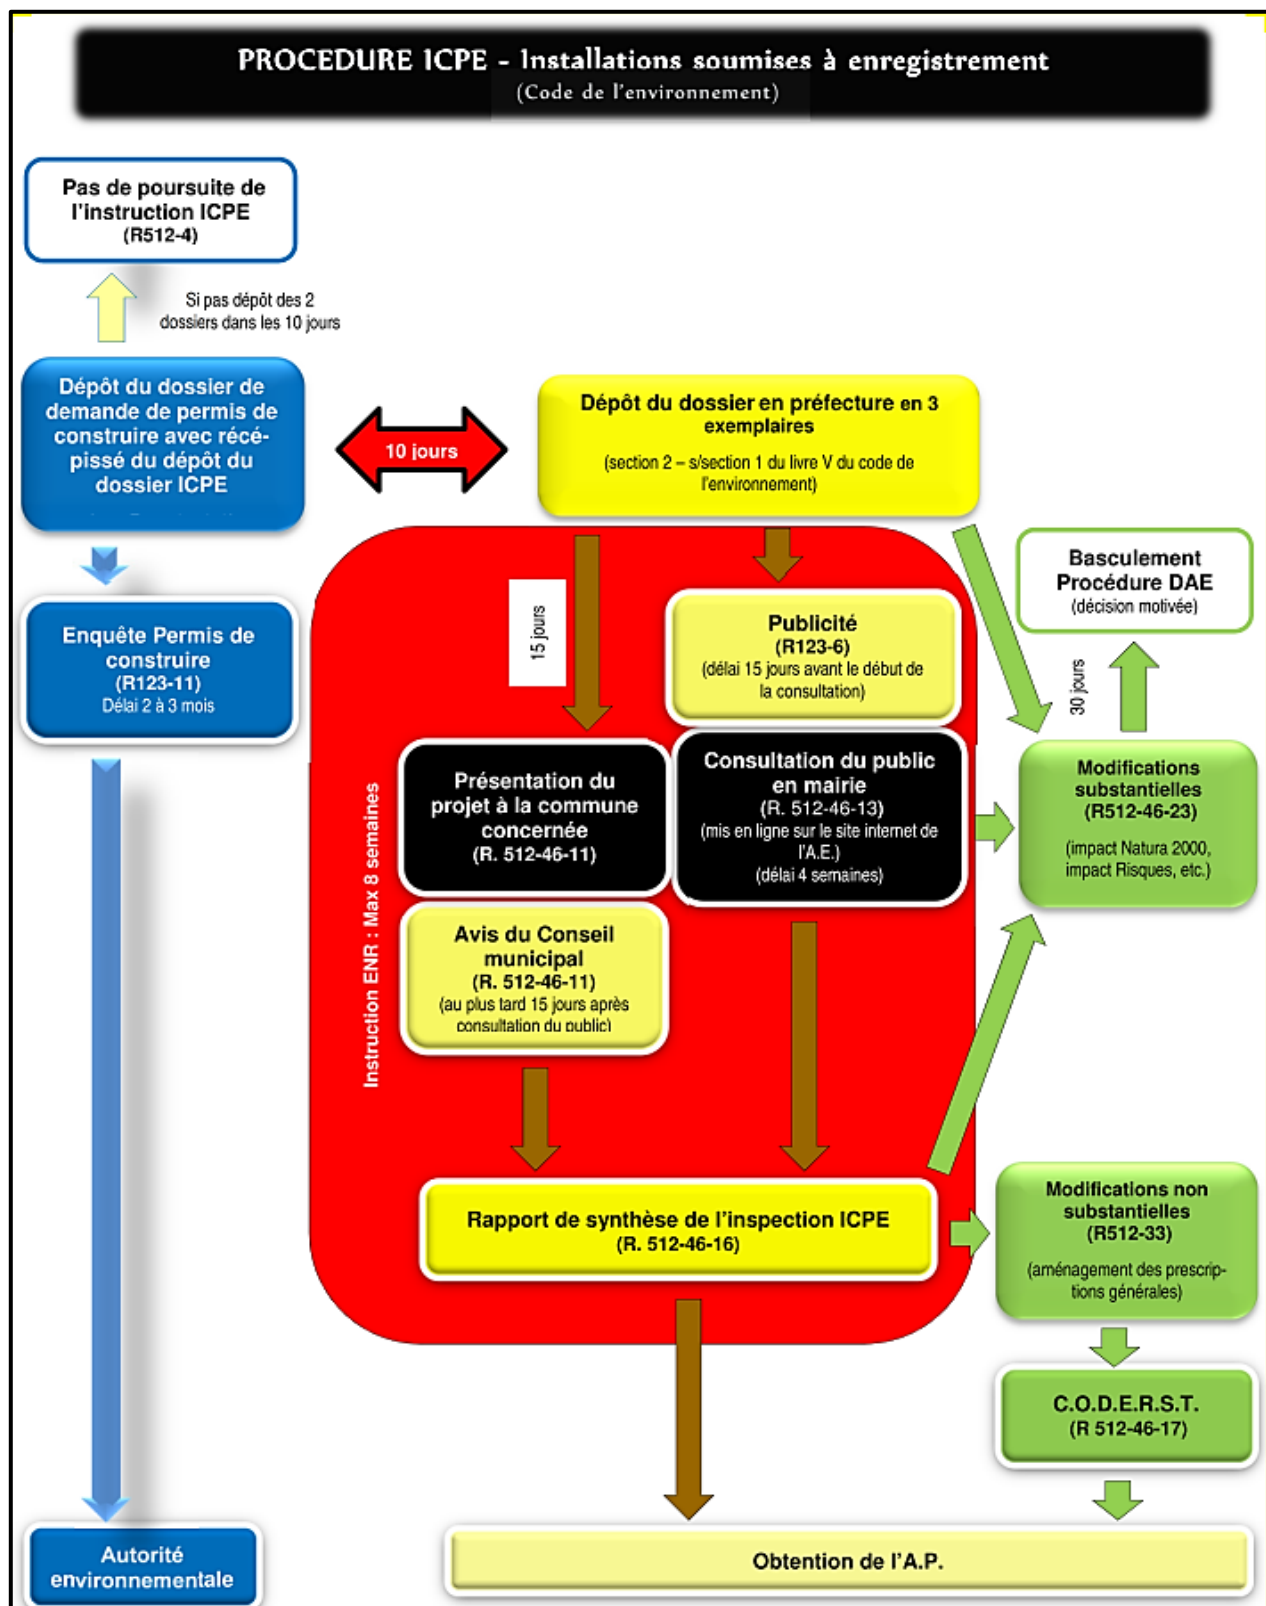 PROCEDURE ICPE - Installations soumises à enregistrement
(Code de l'environnement)
Pas de poursuite de
l'instruction ICPE
(R512-4)
Si pas dépôt des 2
dossiers dans les 10 jours
Dépôt du dossier de
demande de permis de
construire avec récé-
pissé du dépôt du
dossier ICPE
10 jours
Dépôt du dossier en préfecture en 3
exemplaires
(section 2 – s/section 1 du livre V du code de
l'environnement)
Enquête Permis de
construire
(R123-11)
Délai 2 à 3 mois
15 jours
Publicité
(R123-6)
(délai 15 jours avant le début de
la consultation)
Basculement
Procédure DAE
(décision motivée)
30 jours
Présentation du
projet à la commune
concernée
(R. 512-46-11)
Consultation du public
en mairie
(R. 512-46-13)
(mis en ligne sur le site internet de
l'A.E.)
(délai 4 semaines)
Modifications
substantielles
(R512-46-23)
(impact Natura 2000,
impact Risques, etc.)
Instruction ENR : Max 8 semaines
Avis du Conseil
municipal
(R. 512-46-11)
(au plus tard 15 jours après
consultation du public)
Rapport de synthèse de l'inspection ICPE
(R. 512-46-16)
Modifications non
substantielles
(R512-33)
(aménagement des prescrip-
tions générales)
C.O.D.E.R.S.T.
(R 512-46-17)
Autorité
environnementale
Obtention de l'A.P.